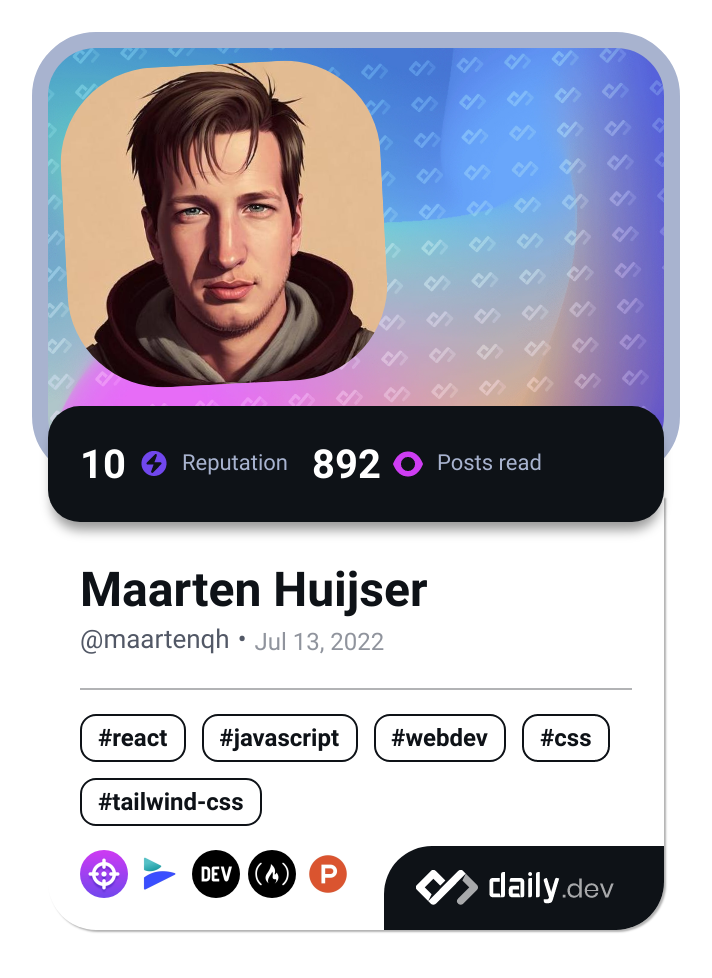 10 Reputation 892 Posts read
Maarten Huijser
@maartenqh • Jul 13, 2022
#react #javascript #webdev #css
#tailwind-css
DEV P daily.dev